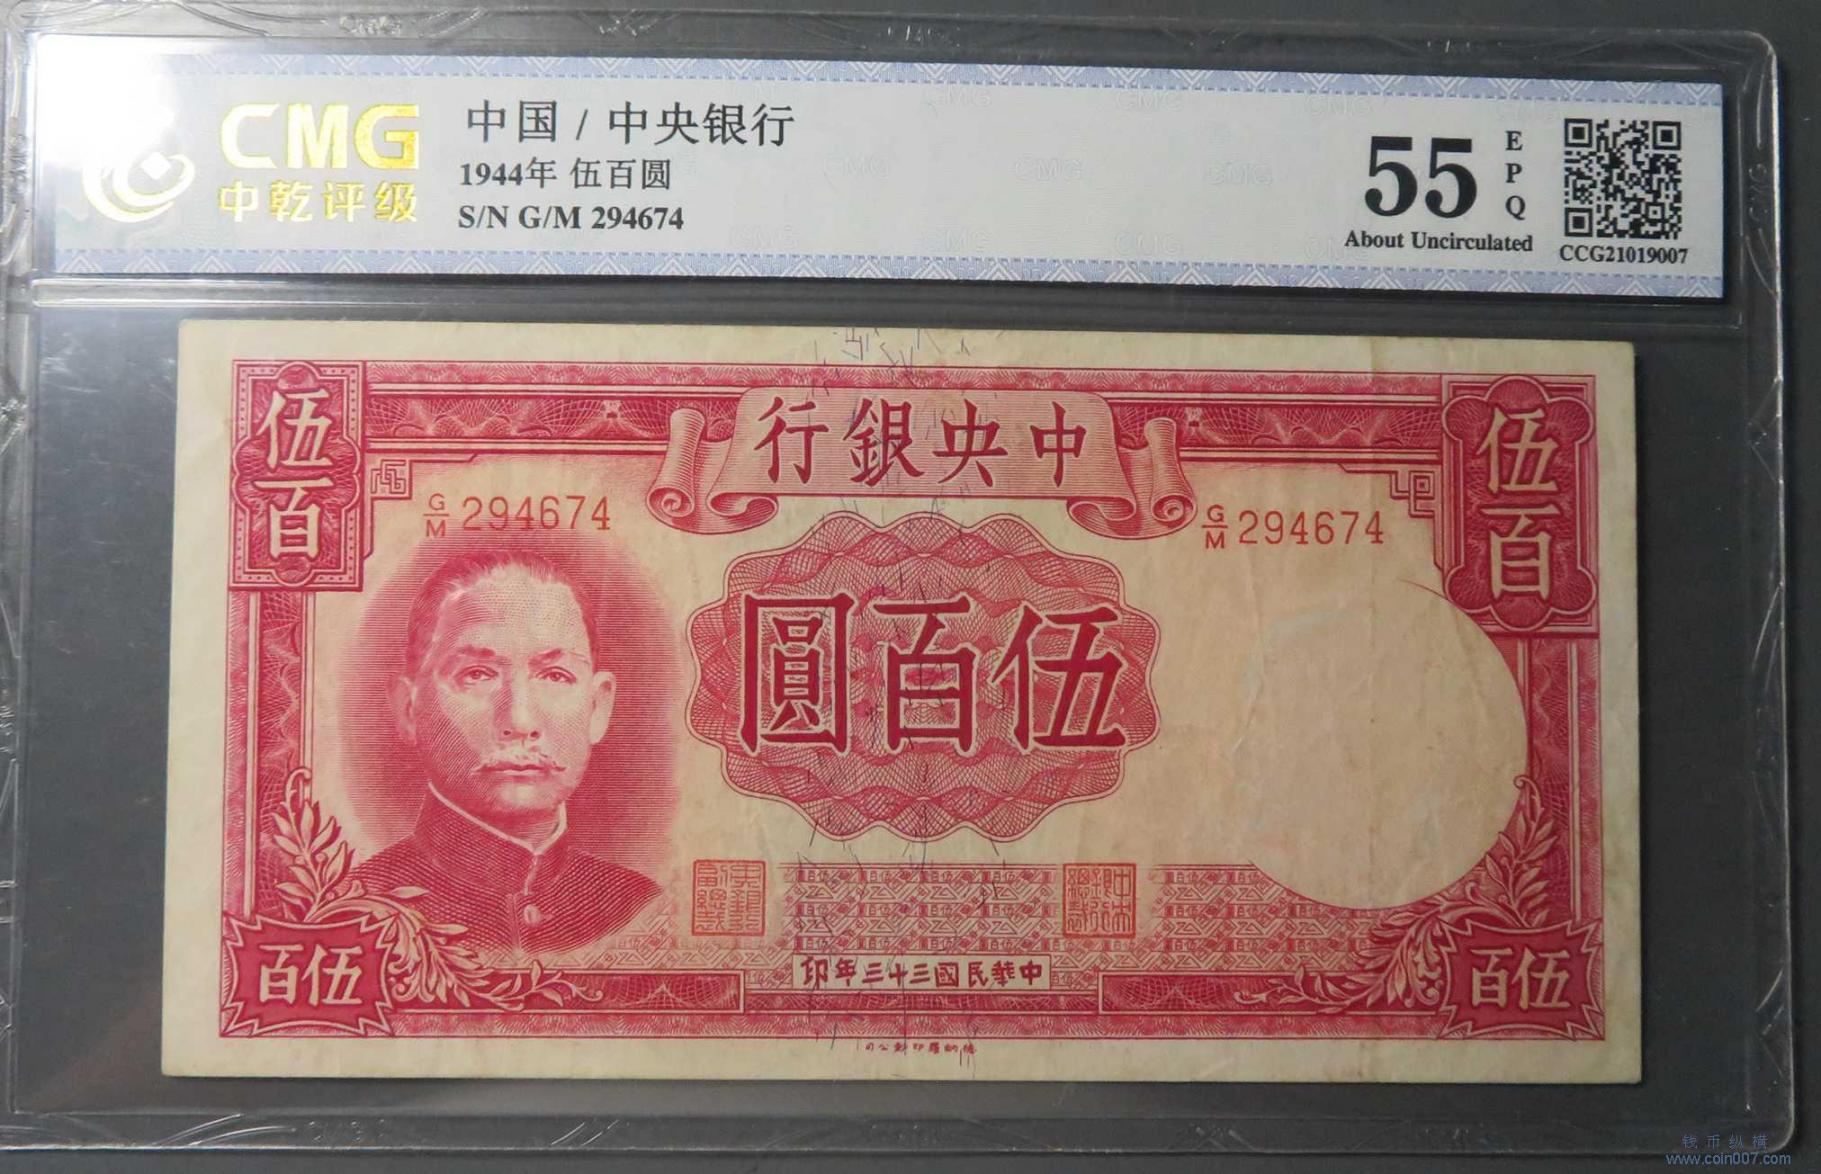 CMG
中乾评级
中国 / 中央银行
1944年 伍百圆
S/N G/M 294674
55
EPQ
About Uncirculated
CCG21019007
伍百
行銀央中
伍百
G/M 294674
G/M 294674
圓百伍
印年三十三國民華中
百伍
百伍
钱币纵横
www.coin007.com